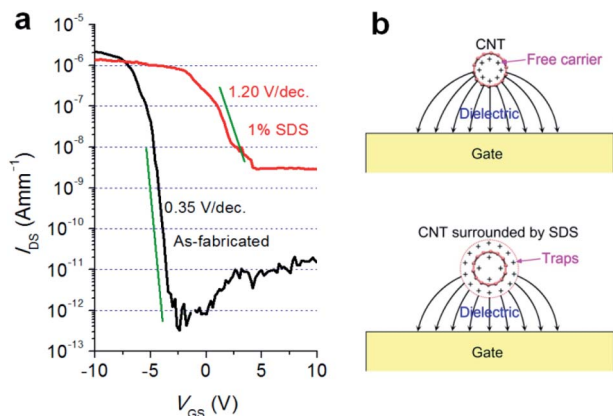 a
10⁻⁵
10⁻⁶
10⁻⁷
10⁻⁸
10⁻⁹
10⁻¹⁰
10⁻¹¹
10⁻¹²
10⁻¹³
I_DS (Amm⁻¹)
1.20 V/dec.
1% SDS
0.35 V/dec.
As-fabricated
-10 -5 0 5 10
V_GS (V)
b
CNT
Free carrier
Dielectric
Gate
CNT surrounded by SDS
Traps
Dielectric
Gate